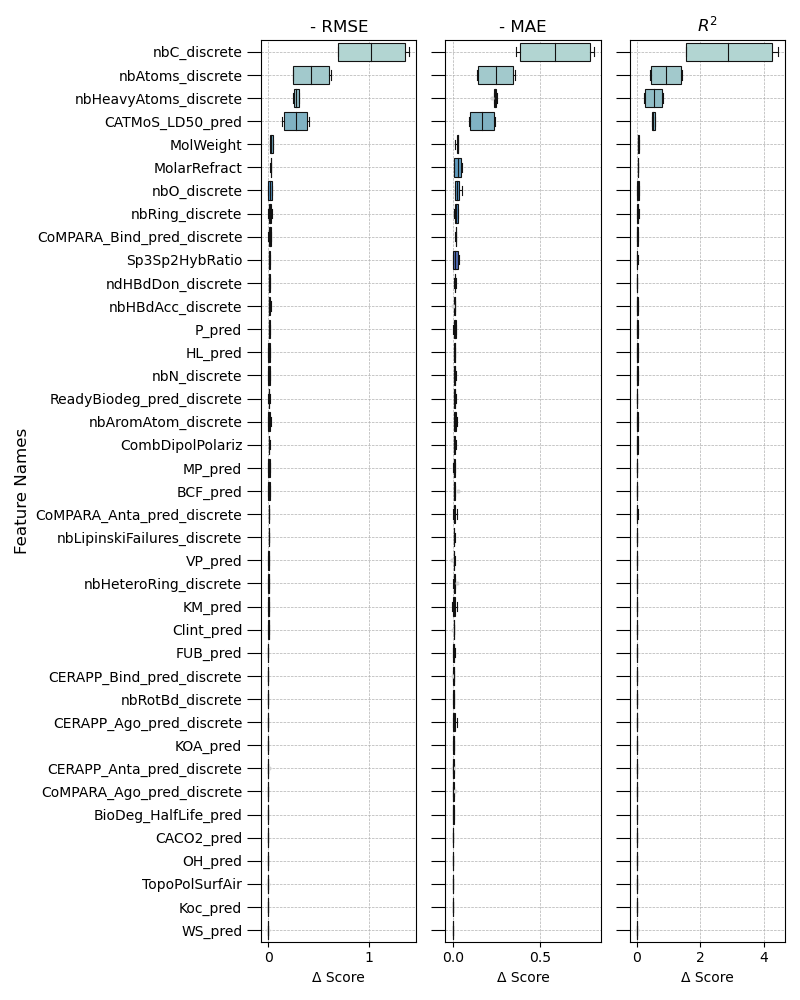 - RMSE
- MAE
R²
nbC_discrete
nbAtoms_discrete
nbHeavyAtoms_discrete
CATMoS_LD50_pred
MolWeight
MolarRefract
nbO_discrete
nbRing_discrete
CoMPARA_Bind_pred_discrete
Sp3Sp2HybRatio
ndHBdDon_discrete
nbHBdAcc_discrete
P_pred
HL_pred
nbN_discrete
ReadyBiodeg_pred_discrete
nbAromAtom_discrete
CombDipolPolariz
MP_pred
BCF_pred
CoMPARA_Anta_pred_discrete
nbLipinskiFailures_discrete
VP_pred
nbHeteroRing_discrete
KM_pred
Clint_pred
FUB_pred
CERAPP_Bind_pred_discrete
nbRotBd_discrete
CERAPP_Ago_pred_discrete
KOA_pred
CERAPP_Anta_pred_discrete
CoMPARA_Ago_pred_discrete
BioDeg_HalfLife_pred
CACO2_pred
OH_pred
TopoPolSurfAir
Koc_pred
WS_pred
Feature Names
0 1
0.0 0.5
0 2 4
Δ Score
Δ Score
Δ Score